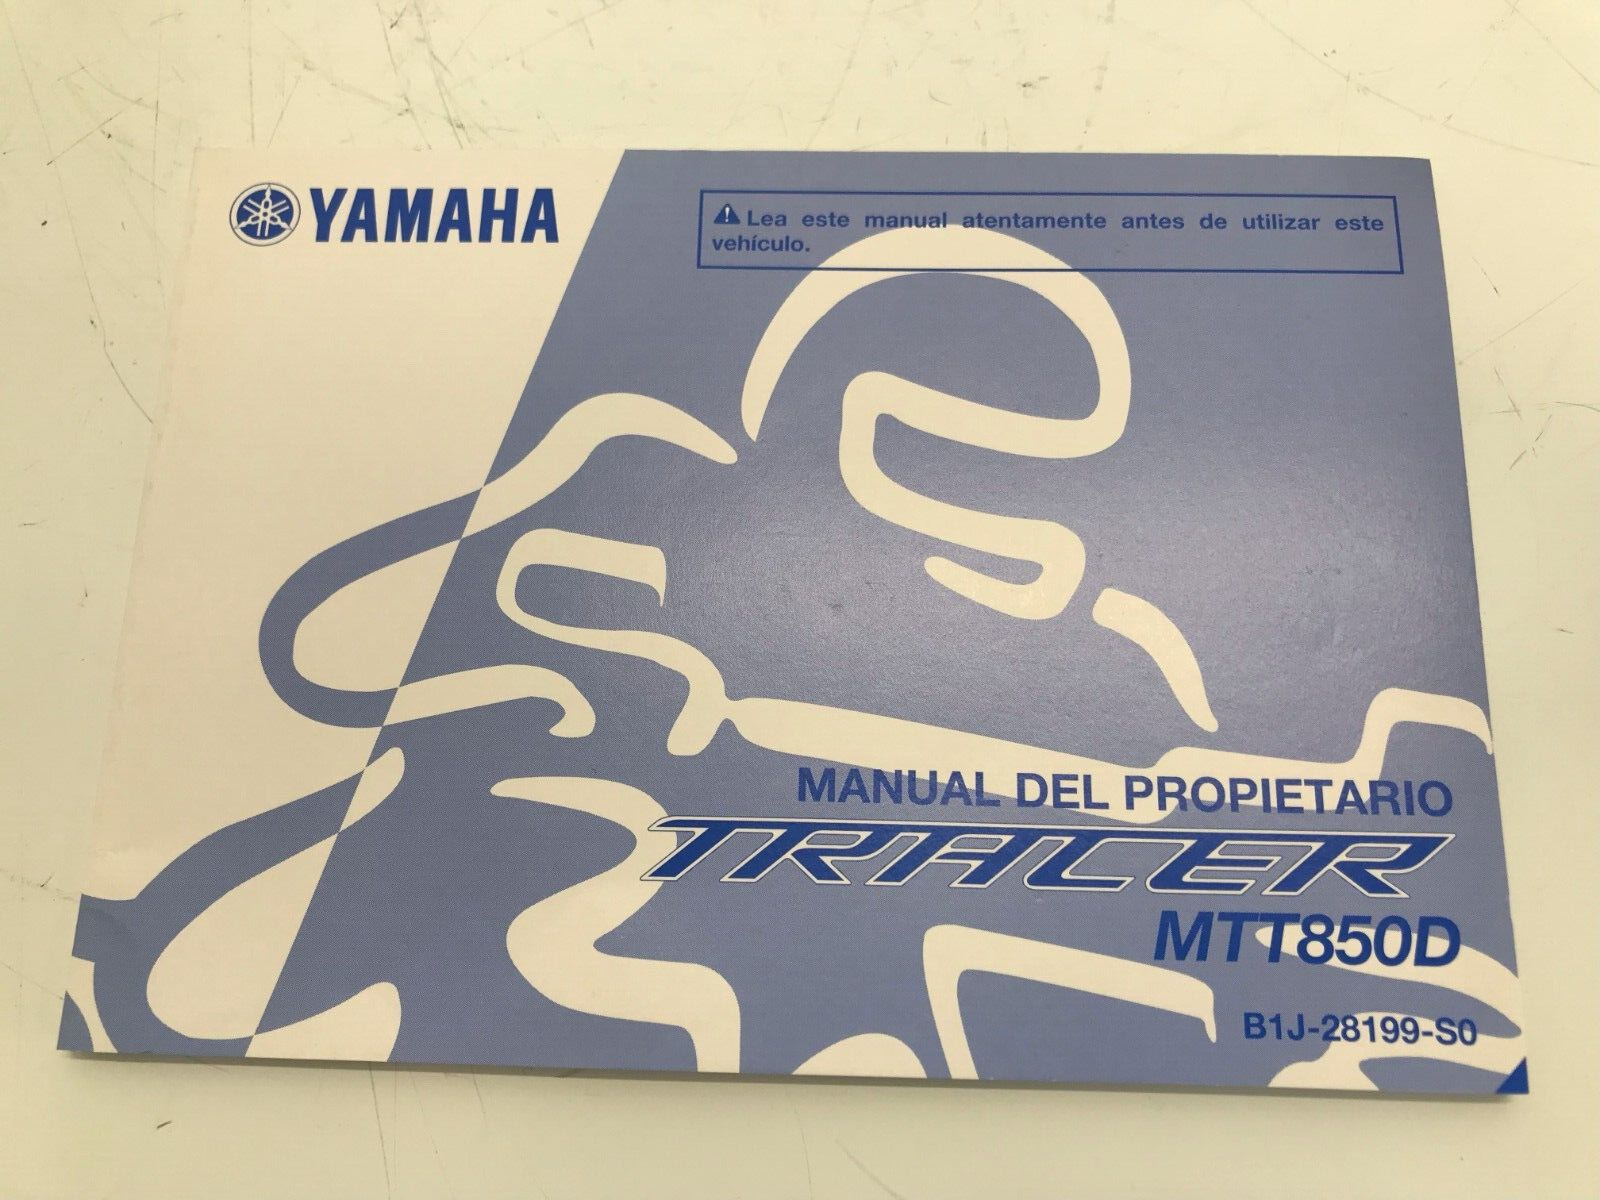 YAMAHA
⚠ Lea este manual atentamente antes de utilizar este
vehículo.
MANUAL DEL PROPIETARIO
TRACER
MTT850D
B1J-28199-S0